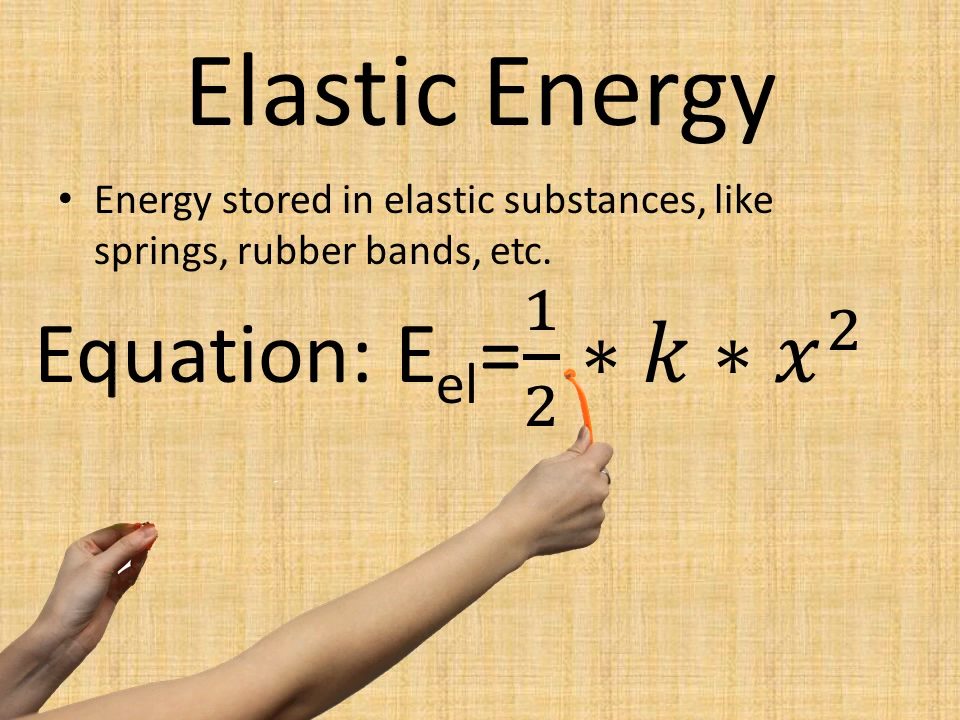 Elastic Energy
• Energy stored in elastic substances, like
springs, rubber bands, etc.
Equation: Eₑₗ=½ ∗ 𝑘 ∗ 𝑥²